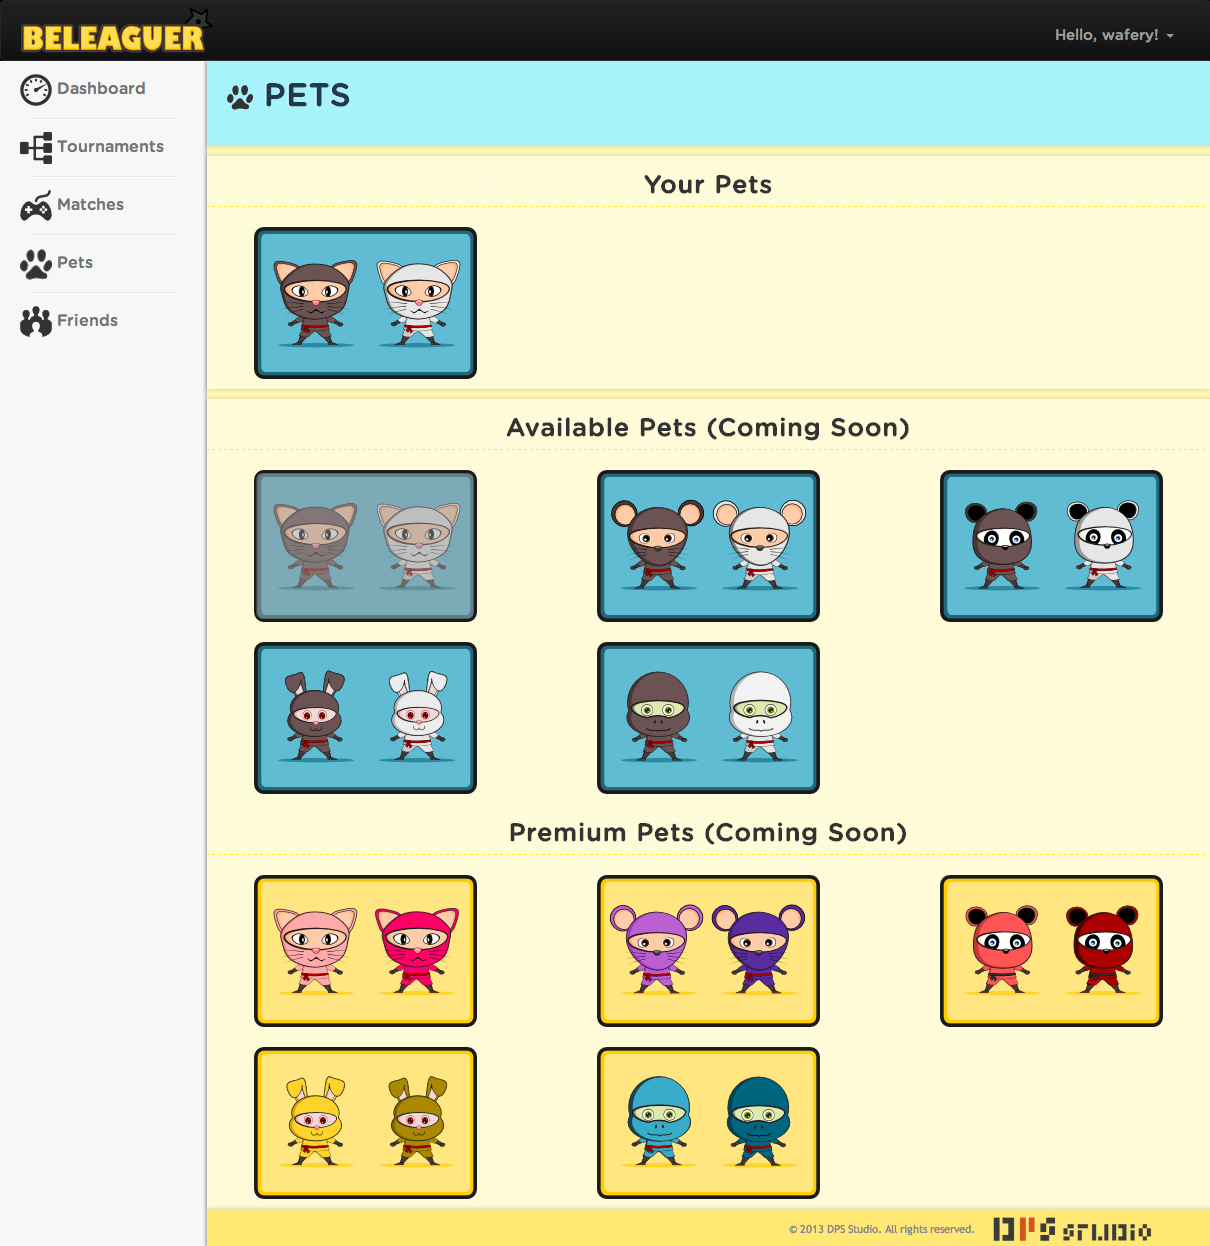 BELEAGUER
Hello, wafery!
Dashboard
Tournaments
Matches
Pets
Friends
PETS
Your Pets
Available Pets (Coming Soon)
Premium Pets (Coming Soon)
© 2013 DPS Studio. All rights reserved.
DPS STUDIO